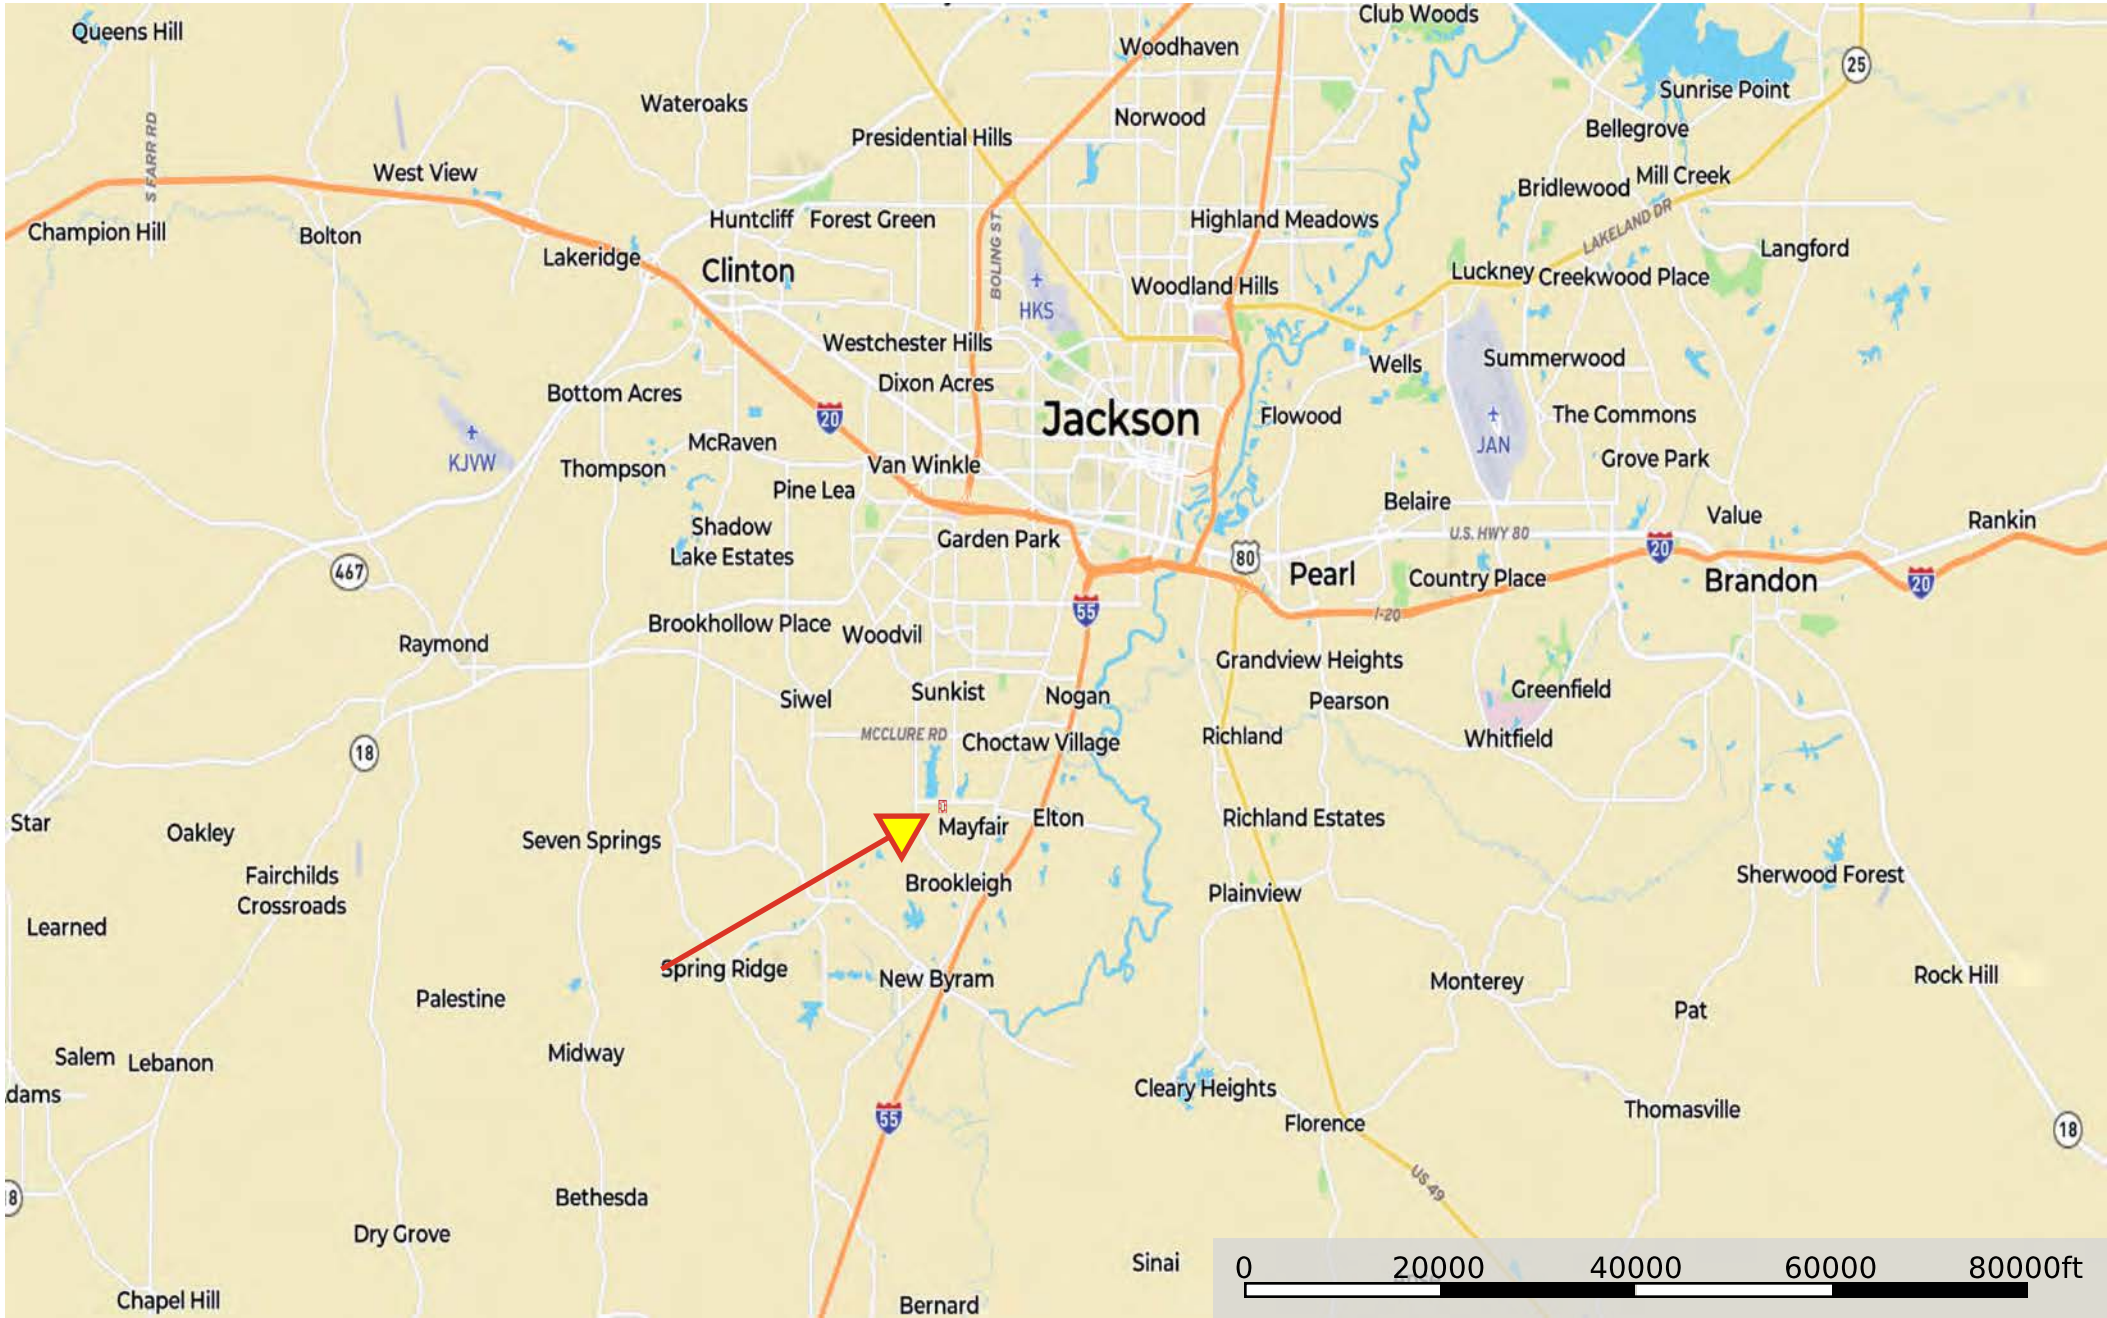 Queens Hill
Club Woods
Woodhaven
25
Sunrise Point
Wateroaks
Norwood
Bellegrove
Presidential Hills
S FARR RD
West View
Mill Creek
Bridlewood
Champion Hill
Bolton
Huntcliff
Forest Green
BOLING ST
Highland Meadows
LAKELAND DR
Langford
Lakeridge
Clinton
Woodland Hills
Luckney
Creekwood Place
HKS
Westchester Hills
Wells
Summerwood
Bottom Acres
Dixon Acres
20
Jackson
Flowood
The Commons
McRaven
JAN
KJVW
Thompson
Van Winkle
Grove Park
Pine Lea
Belaire
Value
Rankin
Shadow
Lake Estates
Garden Park
U.S. HWY 80
80
20
467
Pearl
Country Place
Brandon
20
55
I-20
Brookhollow Place
Woodvil
Raymond
Grandview Heights
Siwel
Sunkist
Nogan
Pearson
Greenfield
MCCLURE RD
Choctaw Village
Richland
Whitfield
18
Star
Oakley
Seven Springs
Mayfair
Elton
Richland Estates
Fairchilds
Crossroads
Brookleigh
Plainview
Sherwood Forest
Learned
Spring Ridge
New Byram
Monterey
Rock Hill
Palestine
Pat
Salem
Lebanon
Midway
dams
Cleary Heights
Thomasville
55
Florence
18
8
Bethesda
US 49
Dry Grove
Sinai
0 20000 40000 60000 80000ft
Chapel Hill
Bernard